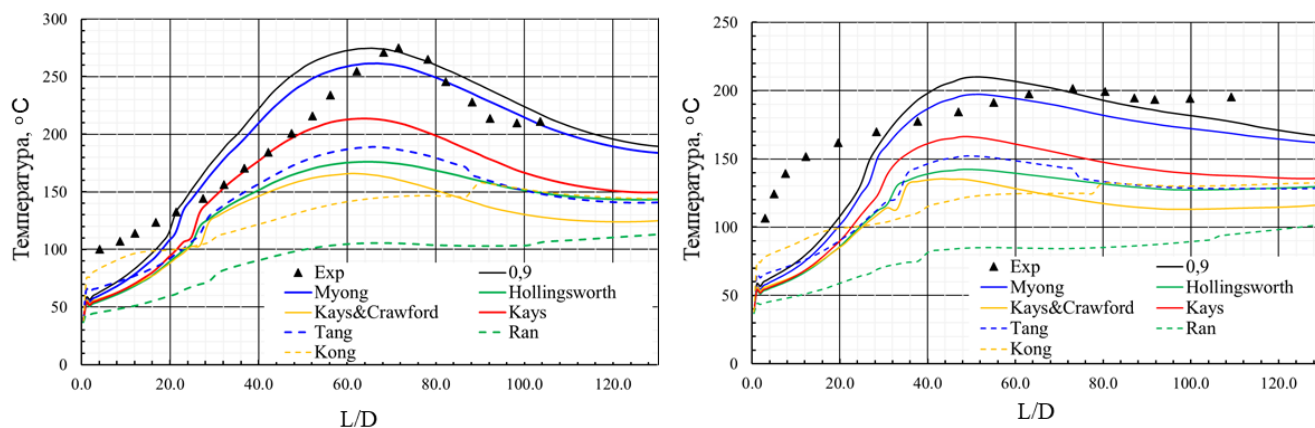 Температура, °C
300
250
200
150
100
50
0
0.0
20.0
40.0
60.0
80.0
100.0
120.0
L/D
Exp
0,9
Myong
Hollingsworth
Kays&Crawford
Kays
Tang
Ran
Kong
Температура, °C
250
200
150
100
50
0
0.0
20.0
40.0
60.0
80.0
100.0
120.0
L/D
Exp
0,9
Myong
Hollingsworth
Kays&Crawford
Kays
Tang
Ran
Kong